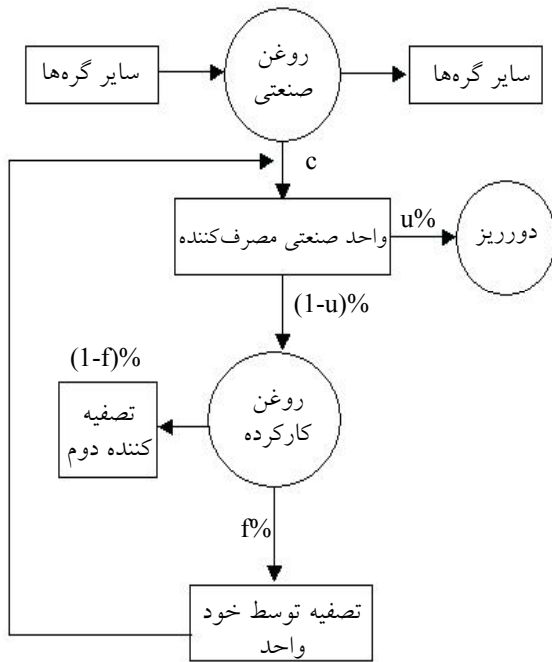 سایر گره‌ها
روغن
صنعتی
سایر گره‌ها
c
واحد صنعتی مصرف‌کننده
u%
دورریز
(1-u)%
(1-f)%
روغن
کارکرده
تصفیه
کننده دوم
f%
تصفیه توسط خود
واحد